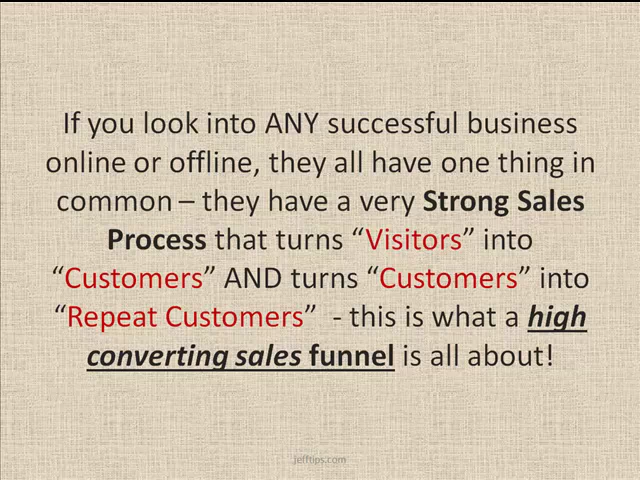 If you look into ANY successful business
online or offline, they all have one thing in
common – they have a very Strong Sales
Process that turns “Visitors” into
“Customers” AND turns “Customers” into
“Repeat Customers”  - this is what a high
converting sales funnel is all about!
jefftips.com